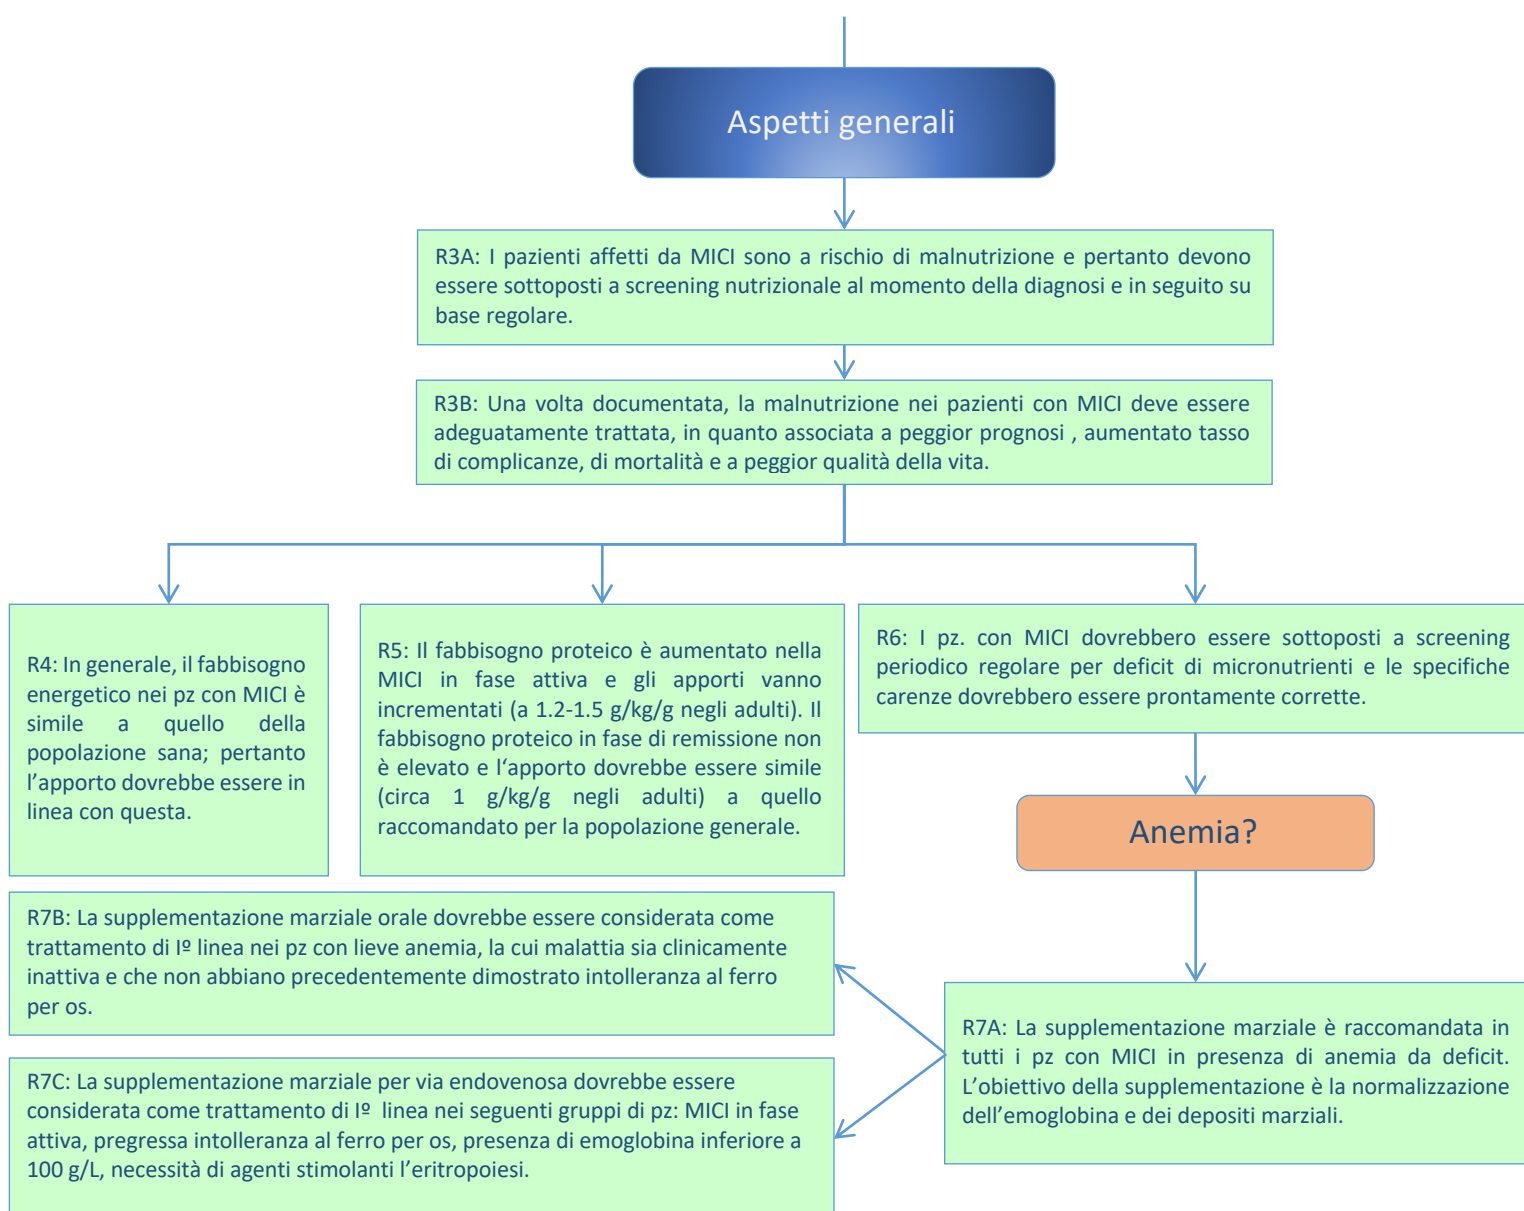 Aspetti generali
R3A: I pazienti affetti da MICI sono a rischio di malnutrizione e pertanto devono
essere sottoposti a screening nutrizionale al momento della diagnosi e in seguito su
base regolare.
R3B: Una volta documentata, la malnutrizione nei pazienti con MICI deve essere
adeguatamente trattata, in quanto associata a peggior prognosi , aumentato tasso
di complicanze, di mortalità e a peggior qualità della vita.
R4: In generale, il fabbisogno
energetico nei pz con MICI è
simile a quello della
popolazione sana; pertanto
l’apporto dovrebbe essere in
linea con questa.
R5: Il fabbisogno proteico è aumentato nella
MICI in fase attiva e gli apporti vanno
incrementati (a 1.2-1.5 g/kg/g negli adulti). Il
fabbisogno proteico in fase di remissione non
è elevato e l‘apporto dovrebbe essere simile
(circa 1 g/kg/g negli adulti) a quello
raccomandato per la popolazione generale.
R6: I pz. con MICI dovrebbero essere sottoposti a screening
periodico regolare per deficit di micronutrienti e le specifiche
carenze dovrebbero essere prontamente corrette.
Anemia?
R7B: La supplementazione marziale orale dovrebbe essere considerata come
trattamento di Iº linea nei pz con lieve anemia, la cui malattia sia clinicamente
inattiva e che non abbiano precedentemente dimostrato intolleranza al ferro
per os.
R7A: La supplementazione marziale è raccomandata in
tutti i pz con MICI in presenza di anemia da deficit.
L’obiettivo della supplementazione è la normalizzazione
dell’emoglobina e dei depositi marziali.
R7C: La supplementazione marziale per via endovenosa dovrebbe essere
considerata come trattamento di Iº linea nei seguenti gruppi di pz: MICI in fase
attiva, pregressa intolleranza al ferro per os, presenza di emoglobina inferiore a
100 g/L, necessità di agenti stimolanti l’eritropoiesi.